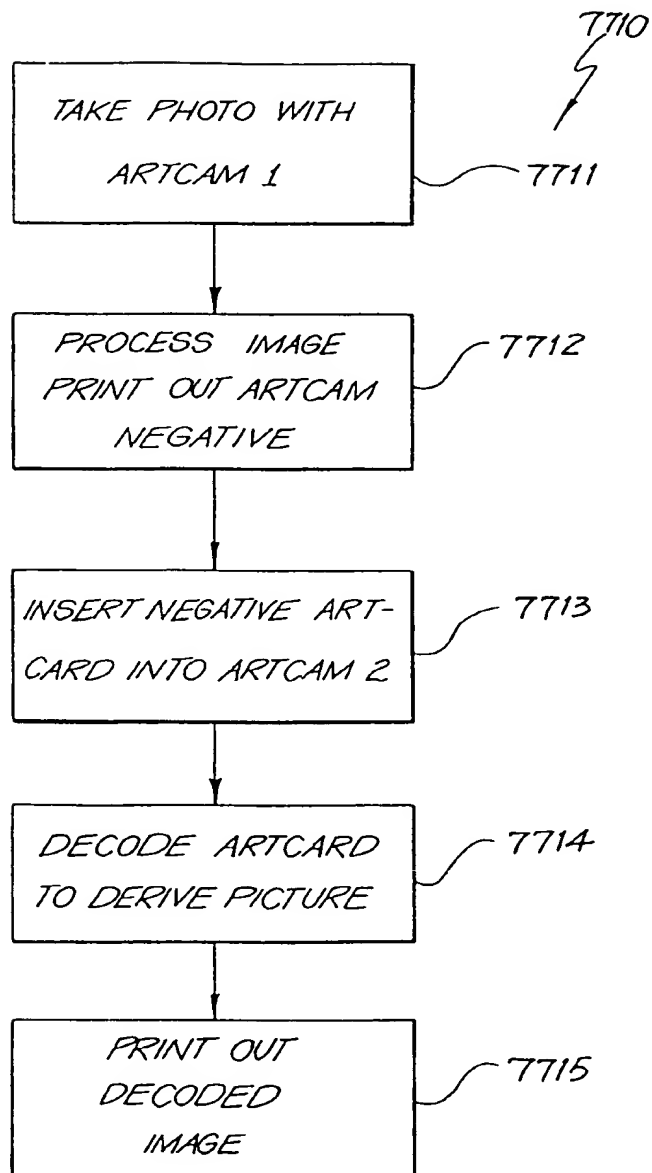 7710
TAKE PHOTO WITH
ARTCAM 1
7711
PROCESS IMAGE
PRINT OUT ARTCAM
NEGATIVE
7712
INSERT NEGATIVE ART-
CARD INTO ARTCAM 2
7713
DECODE ARTCARD
TO DERIVE PICTURE
7714
PRINT OUT
DECODED
IMAGE
7715